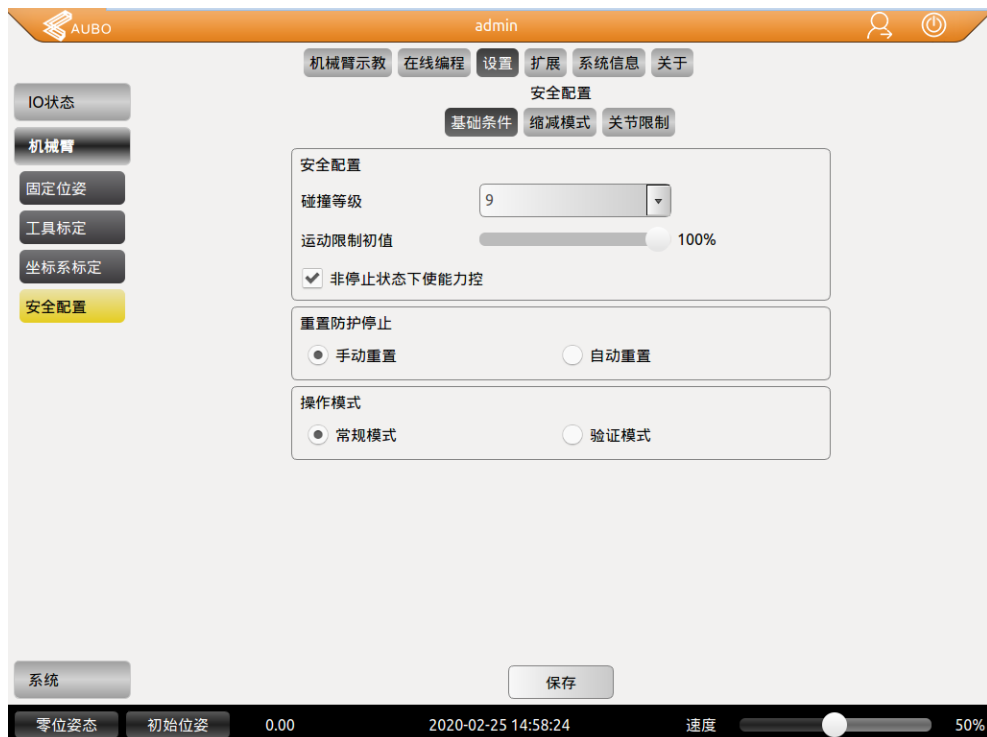 AUBO
admin
机械臂示教 在线编程 设置 扩展 系统信息 关于
安全配置
基础条件 缩减模式 关节限制
IO状态
机械臂
固定位姿
工具标定
坐标系标定
安全配置
安全配置
碰撞等级 9
运动限制初值 100%
非停止状态下使能力控
重置防护停止
手动重置 自动重置
操作模式
常规模式 验证模式
系统
保存
零位姿态 初始位姿 0.00 2020-02-25 14:58:24 速度 50%